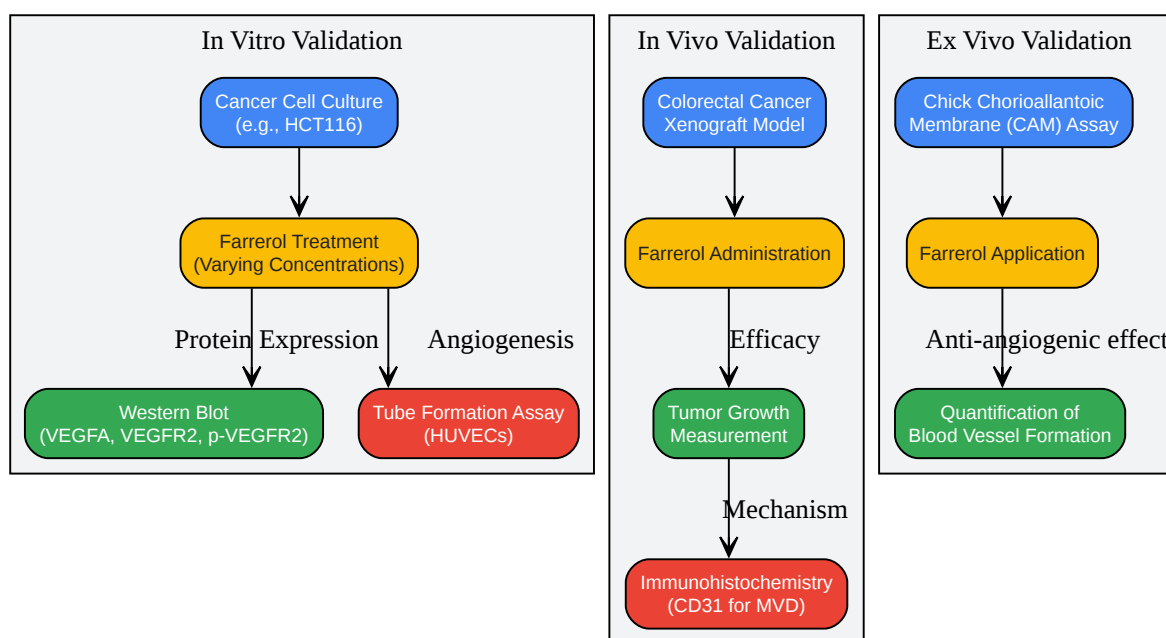 In Vitro Validation
Cancer Cell Culture
(e.g., HCT116)
Farrerol Treatment
(Varying Concentrations)
Protein Expression
Angiogenesis
Western Blot
(VEGFA, VEGFR2, p-VEGFR2)
Tube Formation Assay
(HUVECs)
In Vivo Validation
Colorectal Cancer
Xenograft Model
Farrerol Administration
Efficacy
Tumor Growth
Measurement
Mechanism
Immunohistochemistry
(CD31 for MVD)
Ex Vivo Validation
Chick Chorioallantoic
Membrane (CAM) Assay
Farrerol Application
Anti-angiogenic effect
Quantification of
Blood Vessel Formation